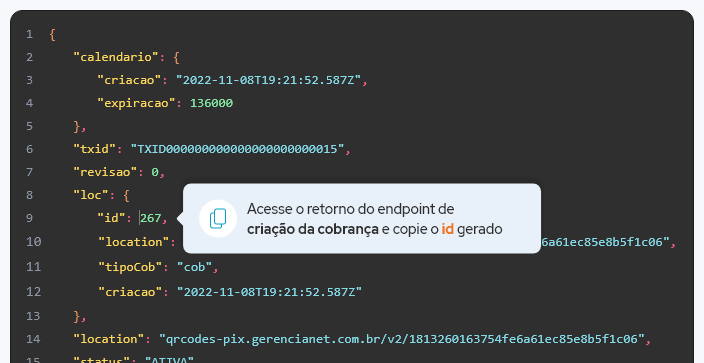 1 {
2 "calendario": {
3 "criacao": "2022-11-08T19:21:52.587Z",
4 "expiracao": 136000
5 },
6 "txid": "TXID000000000000000000000015",
7 "revisao": 0,
8 "loc": {
9 "id": 267,
Acesse o retorno do endpoint de
criação da cobrança e copie o id gerado
10 "location": 6a61ec85e8b5f1c06",
11 "tipoCob": "cob",
12 "criacao": "2022-11-08T19:21:52.587Z"
13 },
14 "location": "qrcodes-pix.gerencianet.com.br/v2/1813260163754fe6a61ec85e8b5f1c06",
15 "status": "ATIVA"